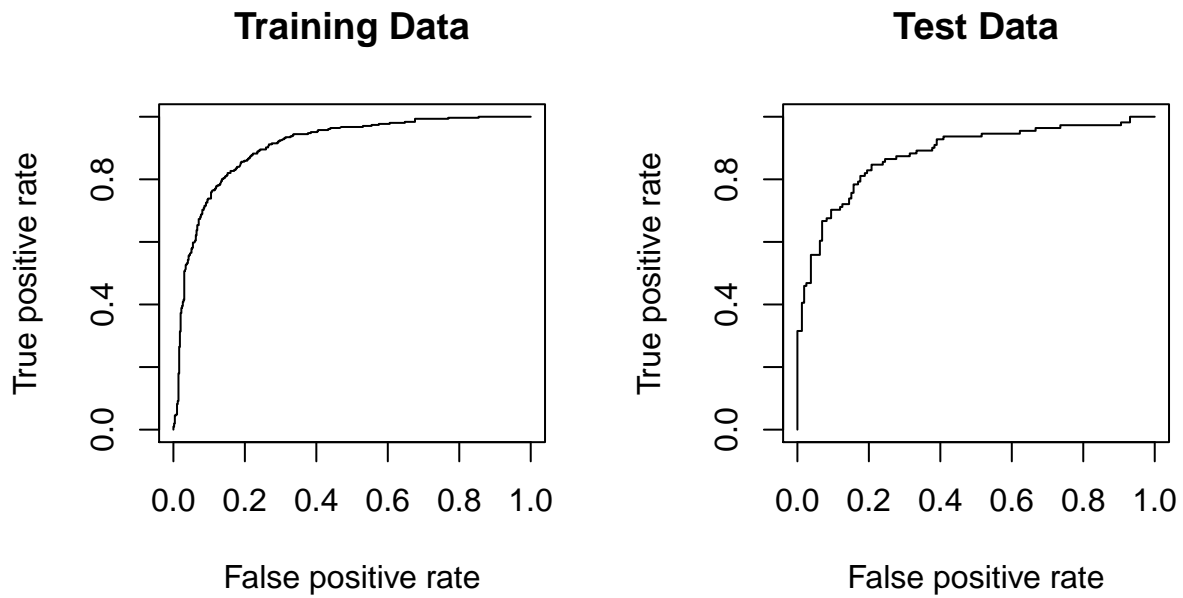 Training Data
True positive rate
0.0 0.4 0.8
0.0 0.2 0.4 0.6 0.8 1.0
False positive rate
Test Data
True positive rate
0.0 0.4 0.8
0.0 0.2 0.4 0.6 0.8 1.0
False positive rate